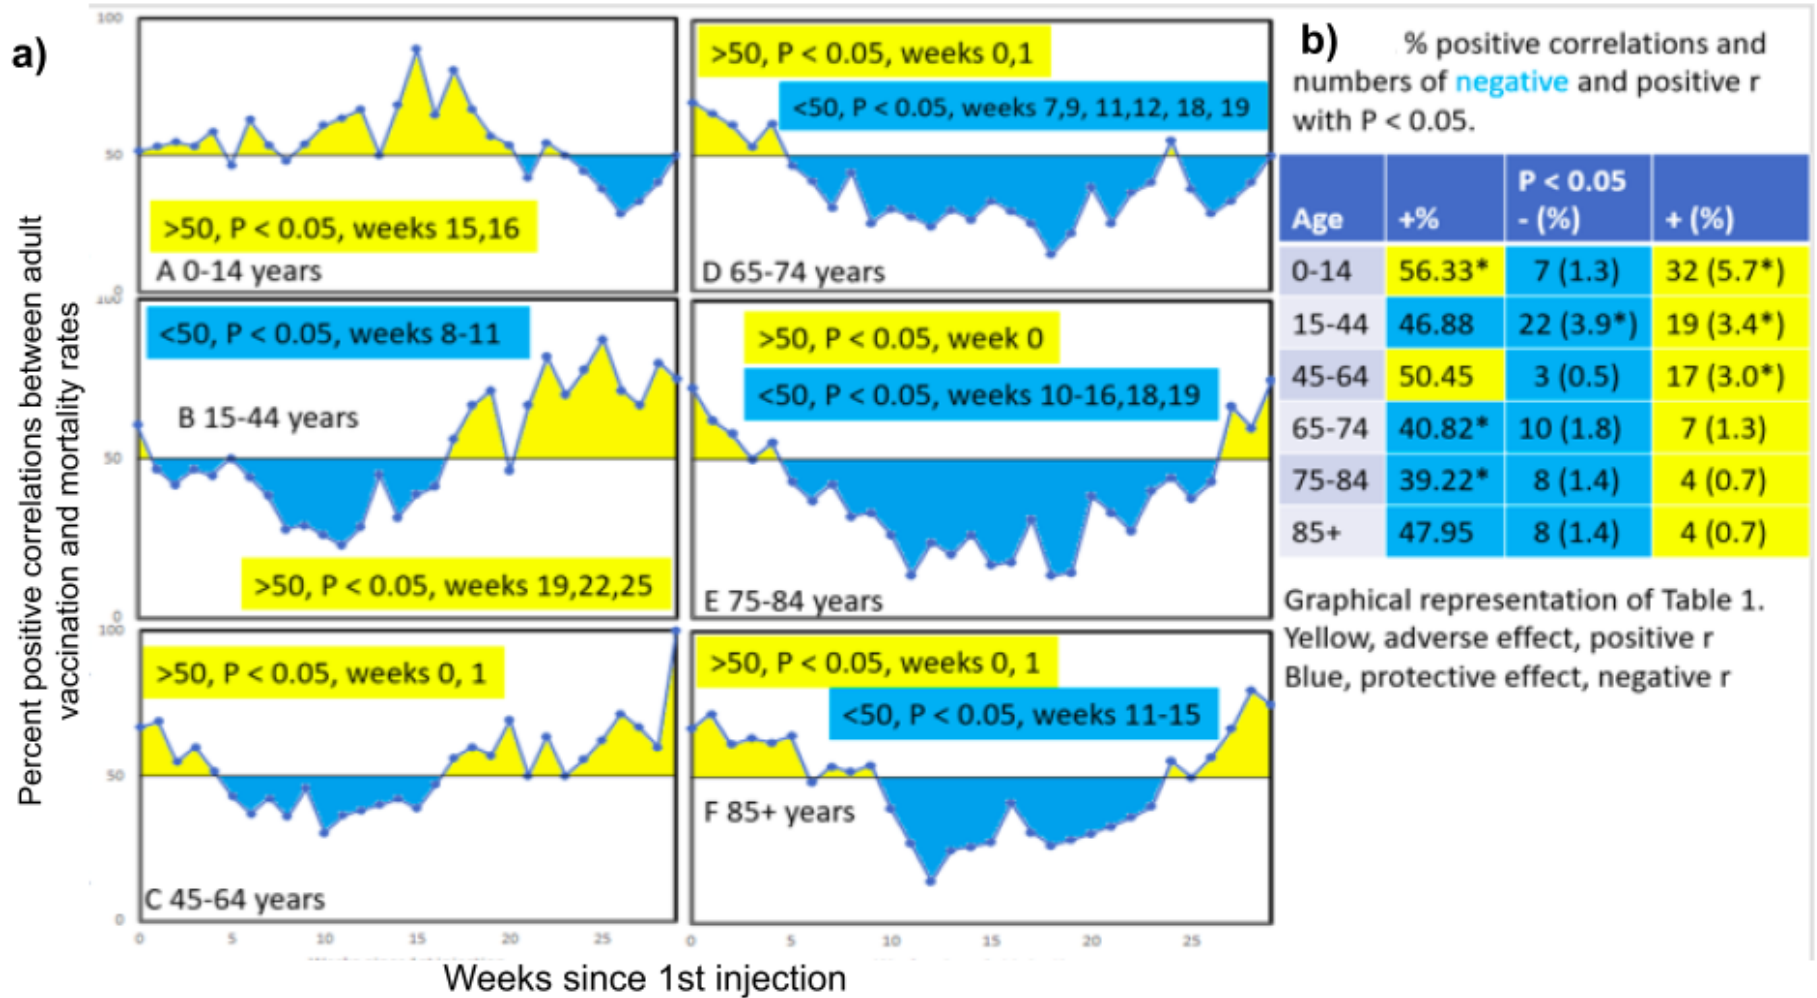 a)
Percent positive correlations between adult
vaccination and mortality rates
100
50
0
>50, P < 0.05, weeks 15,16
A 0-14 years
>50, P < 0.05, weeks 0,1
<50, P < 0.05, weeks 7,9, 11,12, 18, 19
D 65-74 years
100
50
0
<50, P < 0.05, weeks 8-11
B 15-44 years
>50, P < 0.05, weeks 19,22,25
>50, P < 0.05, week 0
<50, P < 0.05, weeks 10-16,18,19
E 75-84 years
100
50
0
>50, P < 0.05, weeks 0, 1
C 45-64 years
>50, P < 0.05, weeks 0, 1
<50, P < 0.05, weeks 11-15
F 85+ years
0 5 10 15 20 25
0 5 10 15 20 25
Weeks since 1st injection
b)
% positive correlations and
numbers of negative and positive r
with P < 0.05.
P < 0.05
Age +% - (%) + (%)
0-14 56.33* 7 (1.3) 32 (5.7*)
15-44 46.88 22 (3.9*) 19 (3.4*)
45-64 50.45 3 (0.5) 17 (3.0*)
65-74 40.82* 10 (1.8) 7 (1.3)
75-84 39.22* 8 (1.4) 4 (0.7)
85+ 47.95 8 (1.4) 4 (0.7)
Graphical representation of Table 1.
Yellow, adverse effect, positive r
Blue, protective effect, negative r